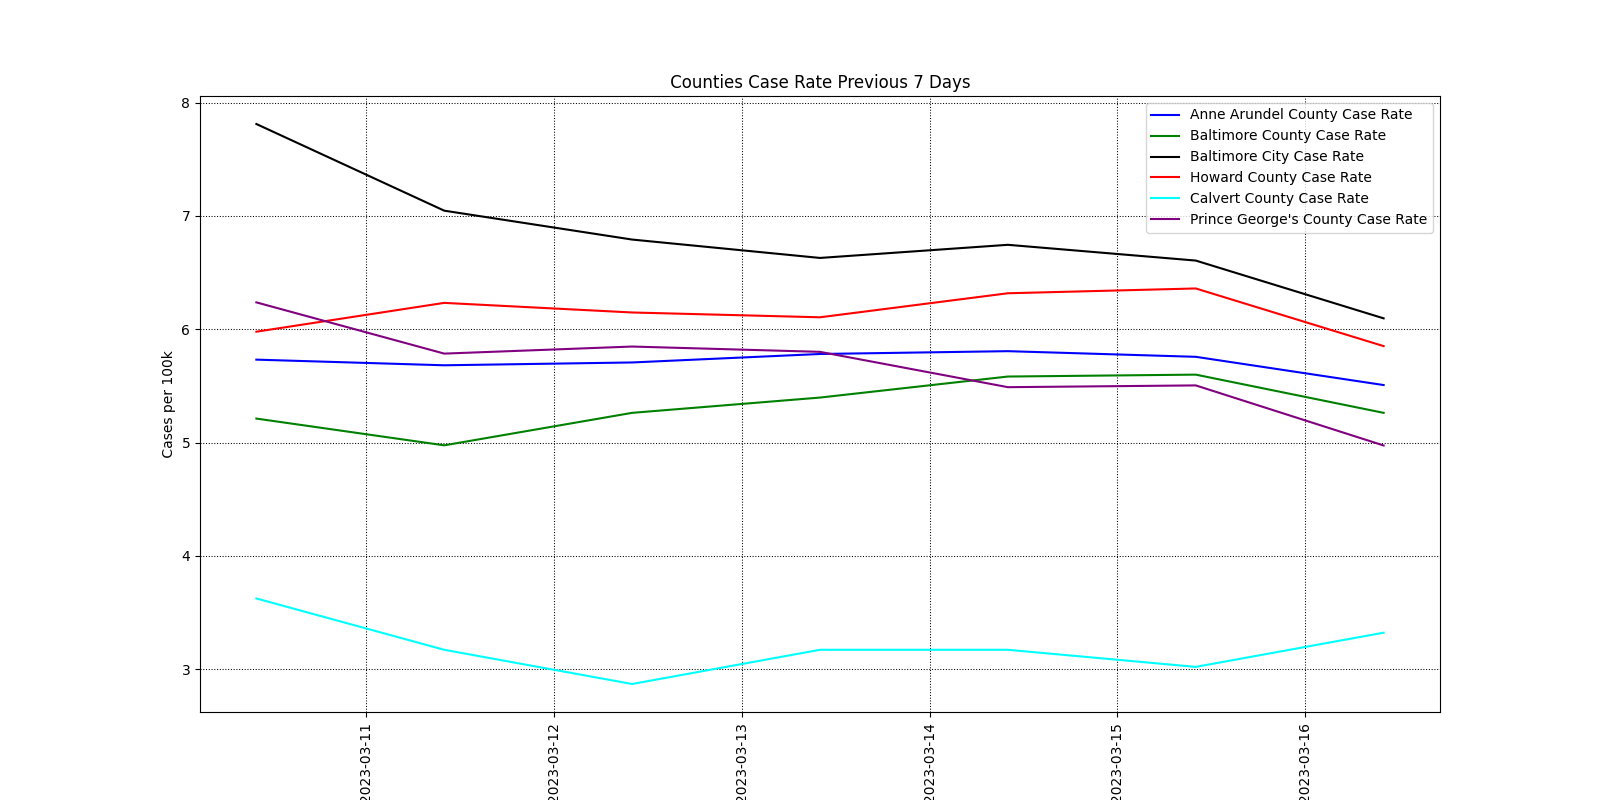 Counties Case Rate Previous 7 Days
Cases per 100k
8
7
6
5
4
3
Anne Arundel County Case Rate
Baltimore County Case Rate
Baltimore City Case Rate
Howard County Case Rate
Calvert County Case Rate
Prince George's County Case Rate
2023-03-11
2023-03-12
2023-03-13
2023-03-14
2023-03-15
2023-03-16